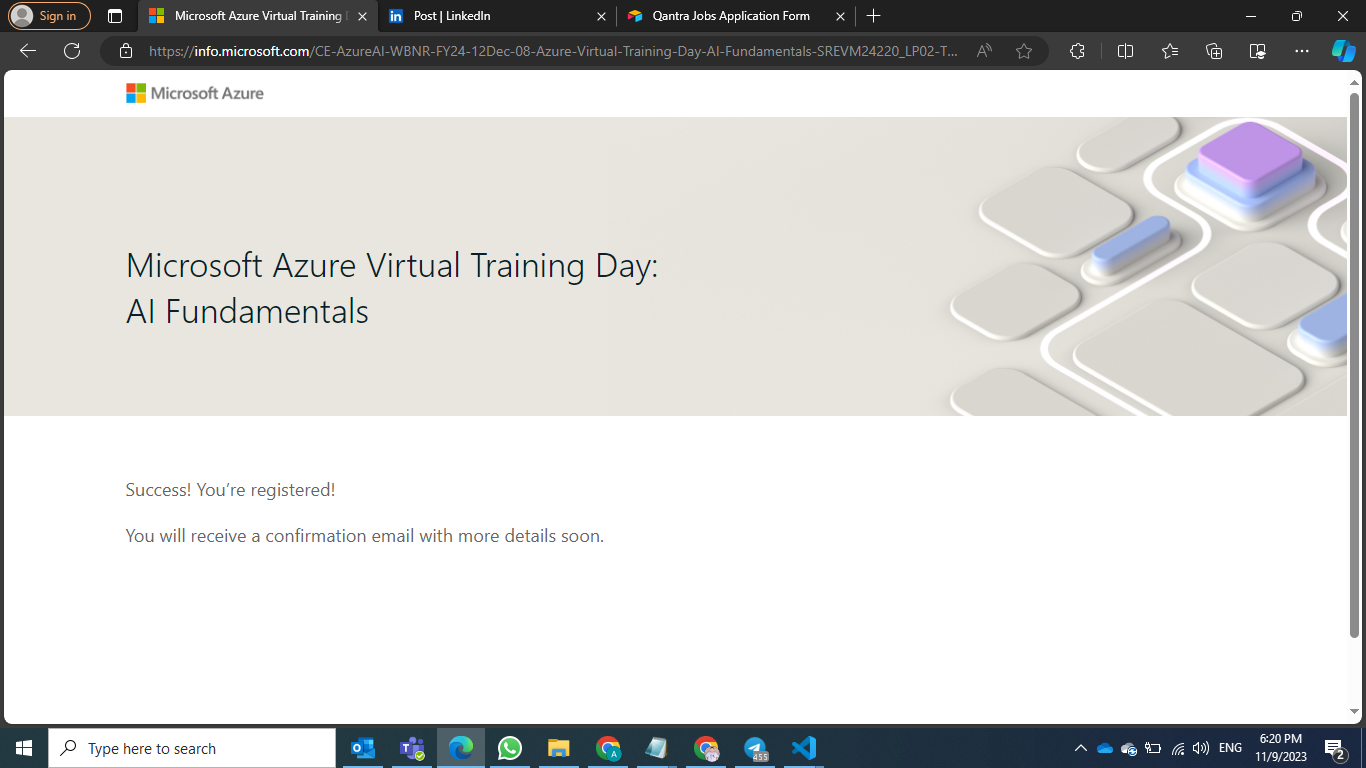 Sign in
Microsoft Azure Virtual Training
Post | LinkedIn
Qantra Jobs Application Form
https://info.microsoft.com/CE-AzureAI-WBNR-FY24-12Dec-08-Azure-Virtual-Training-Day-AI-Fundamentals-SREVM24220_LP02-T...
Microsoft Azure
Microsoft Azure Virtual Training Day:
AI Fundamentals
Success! You’re registered!
You will receive a confirmation email with more details soon.
Type here to search
455
ENG
6:20 PM
11/9/2023
2